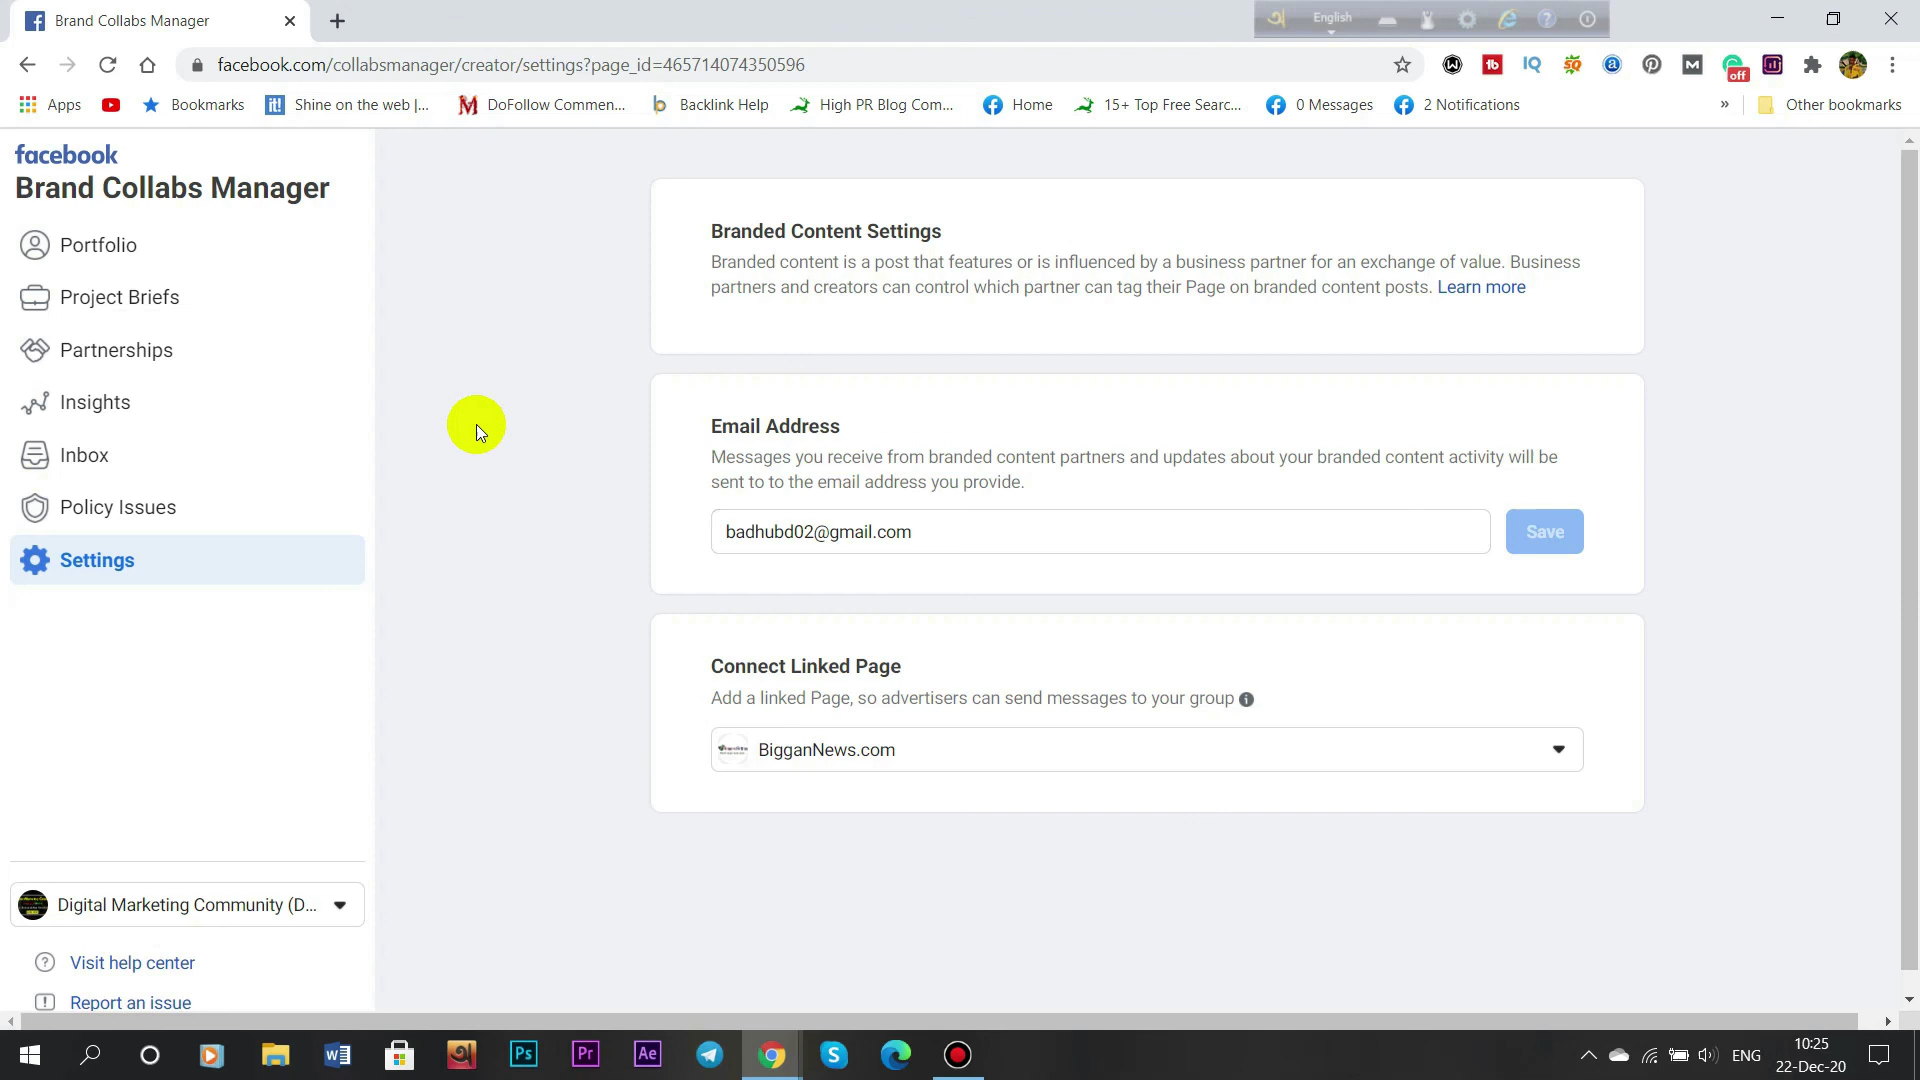 Brand Collabs Manager
English
facebook.com/collabsmanager/creator/settings?page_id=465714074350596
off
Apps
Bookmarks
Shine on the web |...
DoFollow Commen...
Backlink Help
High PR Blog Com...
Home
15+ Top Free Searc...
0 Messages
2 Notifications
»
Other bookmarks
facebook
Brand Collabs Manager
Portfolio
Project Briefs
Partnerships
Insights
Inbox
Policy Issues
Settings
Digital Marketing Community (D...
Visit help center
Report an issue
Branded Content Settings
Branded content is a post that features or is influenced by a business partner for an exchange of value. Business
partners and creators can control which partner can tag their Page on branded content posts. Learn more
Email Address
Messages you receive from branded content partners and updates about your branded content activity will be
sent to to the email address you provide.
badhubd02@gmail.com
Save
Connect Linked Page
Add a linked Page, so advertisers can send messages to your group
BigganNews.com
Ps
Pr
Ae
ENG
10:25
22-Dec-20